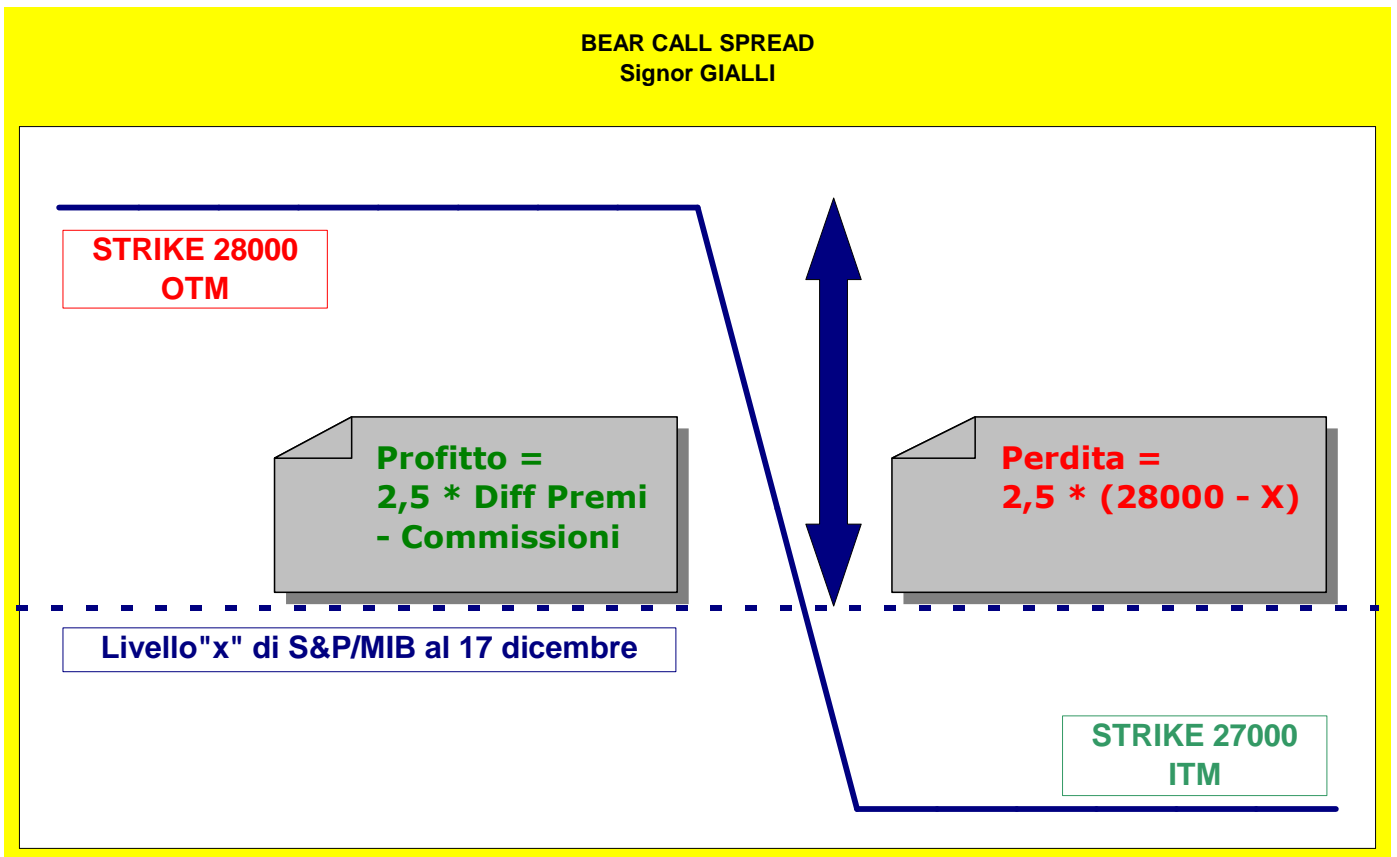 BEAR CALL SPREAD
Signor GIALLI
STRIKE 28000
OTM
Profitto =
2,5 * Diff Premi
- Commissioni
Perdita =
2,5 * (28000 - X)
Livello"x" di S&P/MIB al 17 dicembre
STRIKE 27000
ITM